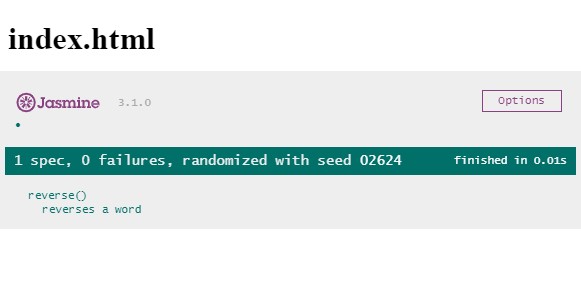 index.html
Jasmine 3.1.0 Options
•
1 spec, 0 failures, randomized with seed 02624 finished in 0.01s
reverse()
reverses a word